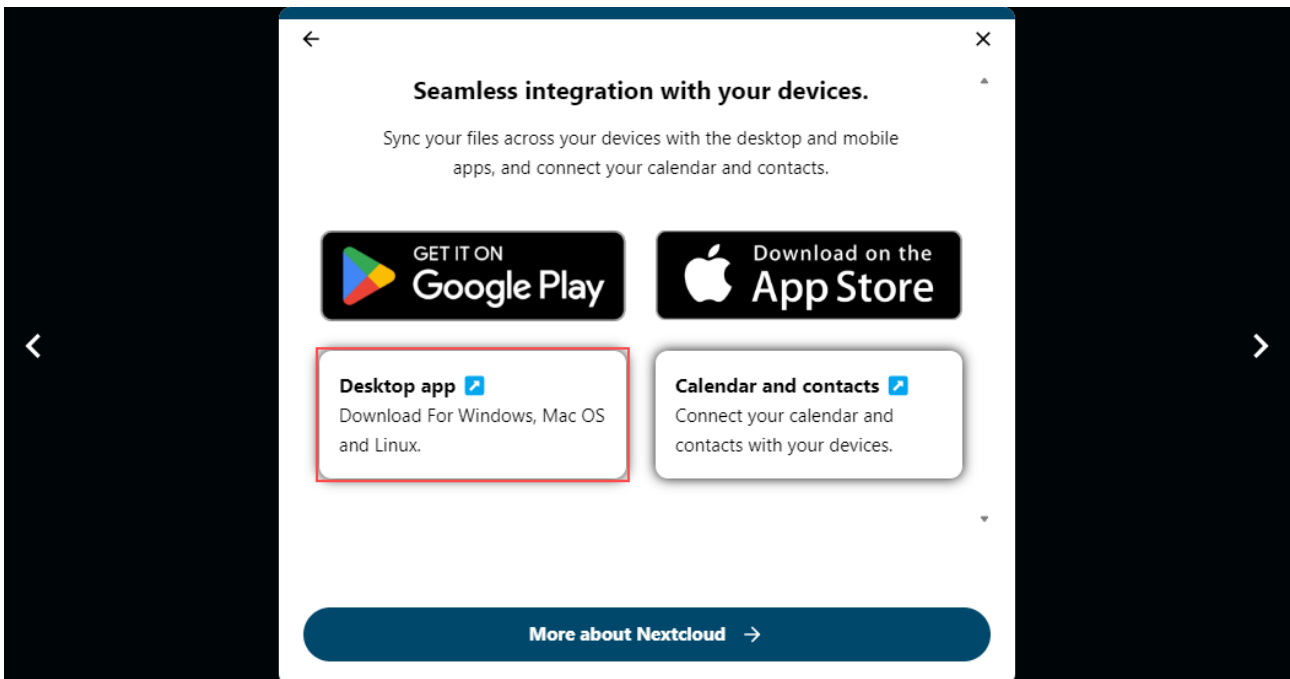 Seamless integration with your devices.
Sync your files across your devices with the desktop and mobile
apps, and connect your calendar and contacts.
GET IT ON
Google Play
Download on the
App Store
Desktop app
Download For Windows, Mac OS
and Linux.
Calendar and contacts
Connect your calendar and
contacts with your devices.
More about Nextcloud